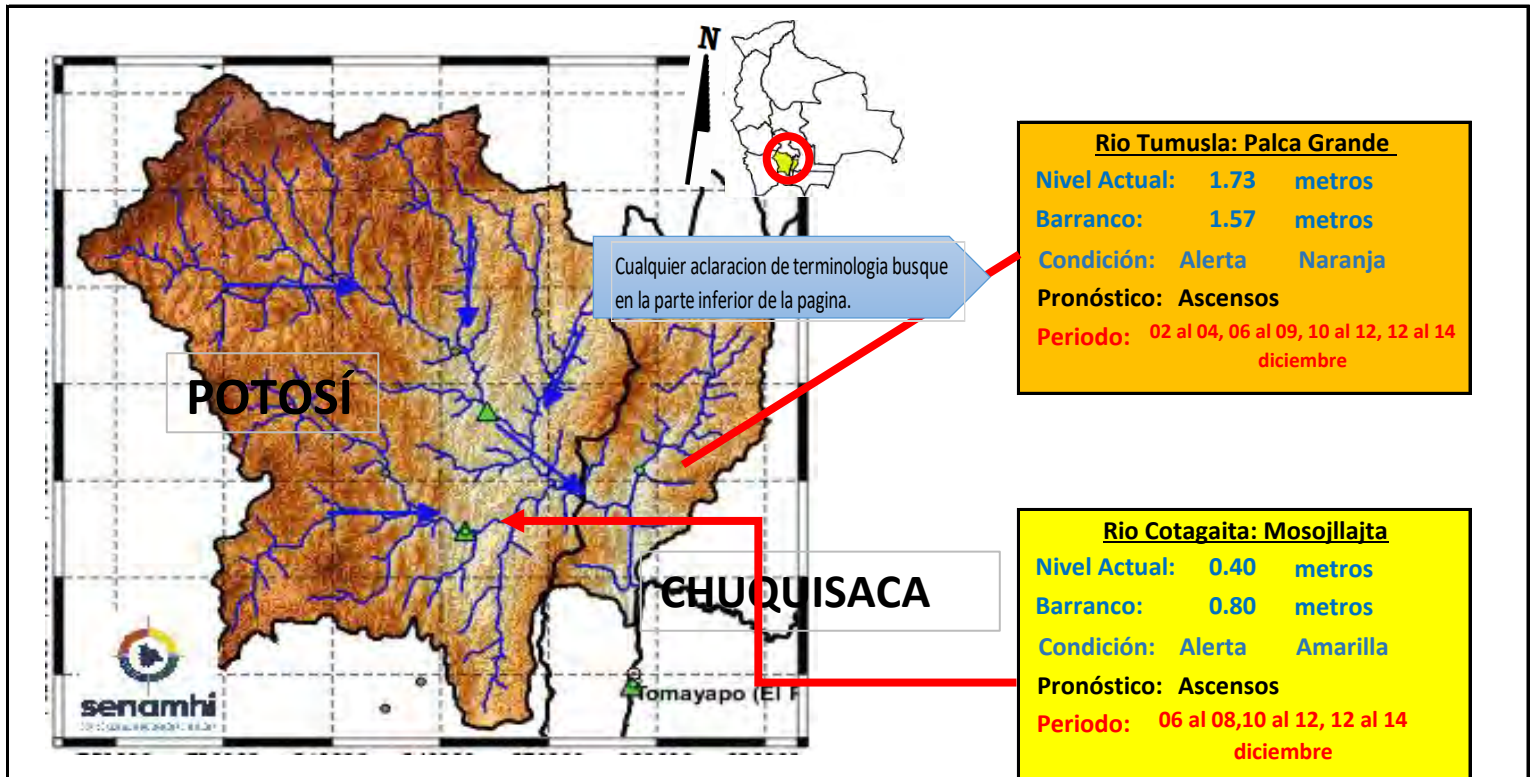 N
Cualquier aclaracion de terminologia busque
en la parte inferior de la pagina.
POTOSÍ
CHUQUISACA
Tomayapo (El
senamhi
Rio Tumusla: Palca Grande
Nivel Actual: 1.73 metros
Barranco: 1.57 metros
Condición: Alerta Naranja
Pronóstico: Ascensos
Periodo: 02 al 04, 06 al 09, 10 al 12, 12 al 14
diciembre
Rio Cotagaita: Mosojllajta
Nivel Actual: 0.40 metros
Barranco: 0.80 metros
Condición: Alerta Amarilla
Pronóstico: Ascensos
Periodo: 06 al 08,10 al 12, 12 al 14
diciembre